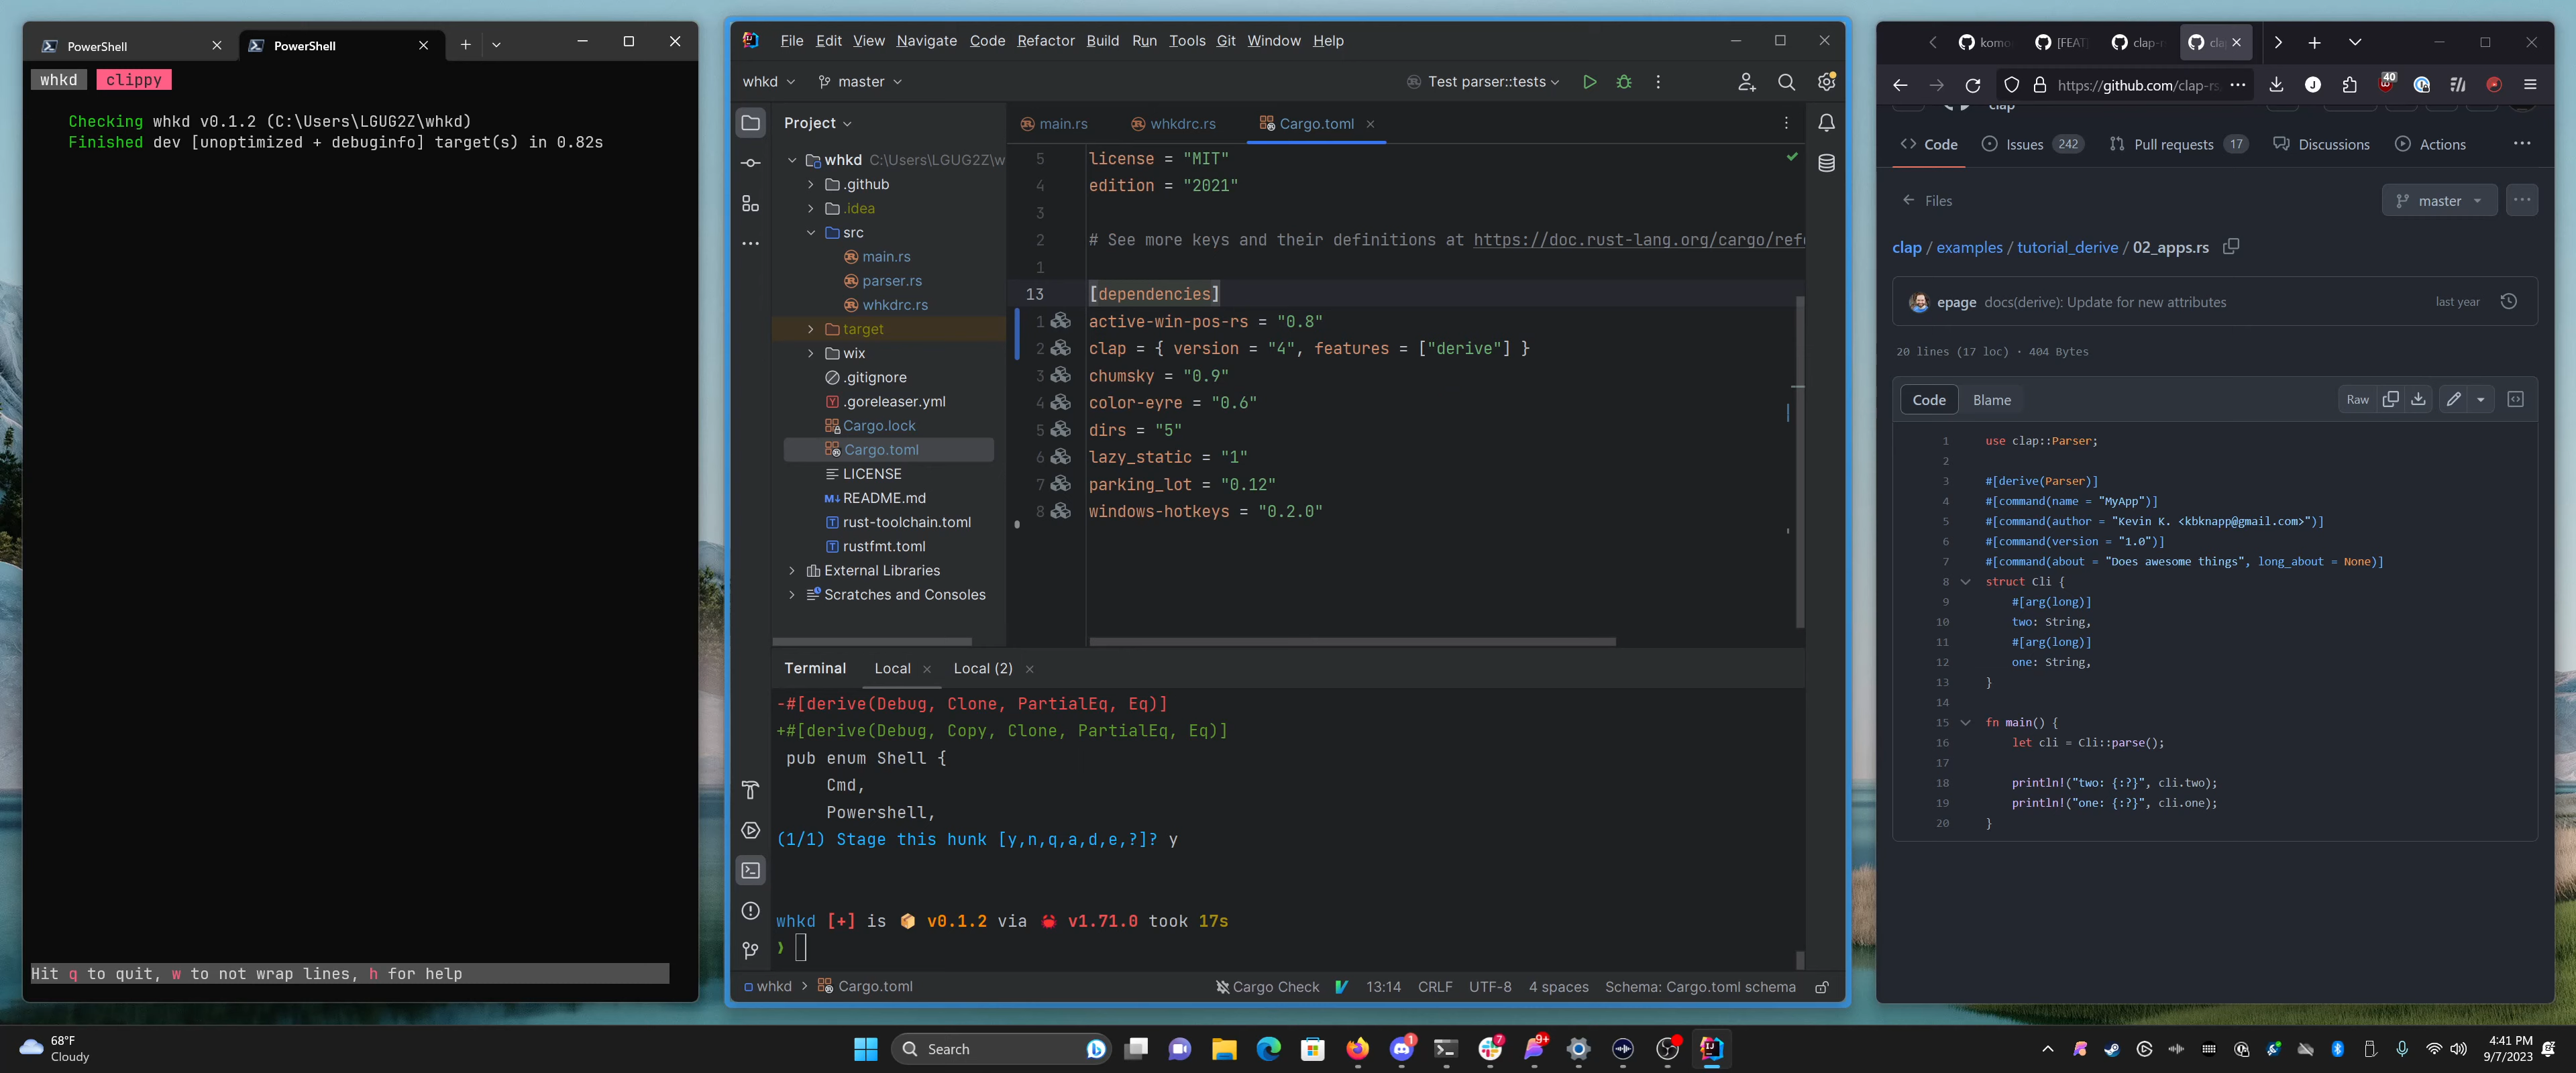 PowerShell
PowerShell
whkd clippy
Checking whkd v0.1.2 (C:\Users\LGUG2Z\whkd)
Finished dev [unoptimized + debuginfo] target(s) in 0.82s
Hit q to quit, w to not wrap lines, h for help
File Edit View Navigate Code Refactor Build Run Tools Git Window Help
whkd master Test parser::tests
Project
whkd C:\Users\LGUG2Z\w
.github
.idea
src
main.rs
parser.rs
whkdrc.rs
target
wix
.gitignore
.goreleaser.yml
Cargo.lock
Cargo.toml
LICENSE
README.md
rust-toolchain.toml
rustfmt.toml
External Libraries
Scratches and Consoles
main.rs whkdrc.rs Cargo.toml
5 license = "MIT"
4 edition = "2021"
3
2 # See more keys and their definitions at https://doc.rust-lang.org/cargo/refe
1
13 [dependencies]
1 active-win-pos-rs = "0.8"
2 clap = { version = "4", features = ["derive"] }
3 chumsky = "0.9"
4 color-eyre = "0.6"
5 dirs = "5"
6 lazy_static = "1"
7 parking_lot = "0.12"
8 windows-hotkeys = "0.2.0"
Terminal Local Local (2)
-#[derive(Debug, Clone, PartialEq, Eq)]
+#[derive(Debug, Copy, Clone, PartialEq, Eq)]
pub enum Shell {
Cmd,
Powershell,
(1/1) Stage this hunk [y,n,q,a,d,e,?]? y
whkd [+] is v0.1.2 via v1.71.0 took 17s
❯
whkd > Cargo.toml
Cargo Check 13:14 CRLF UTF-8 4 spaces Schema: Cargo.toml schema
komo [FEAT] clap-r cla
https://github.com/clap-rs 40
clap
Code Issues 242 Pull requests 17 Discussions Actions
Files master
clap / examples / tutorial_derive / 02_apps.rs
epage docs(derive): Update for new attributes last year
20 lines (17 loc) · 404 Bytes
Code Blame Raw
1 use clap::Parser;
2
3 #[derive(Parser)]
4 #[command(name = "MyApp")]
5 #[command(author = "Kevin K. <kbknapp@gmail.com>")]
6 #[command(version = "1.0")]
7 #[command(about = "Does awesome things", long_about = None)]
8 struct Cli {
9 #[arg(long)]
10 two: String,
11 #[arg(long)]
12 one: String,
13 }
14
15 fn main() {
16 let cli = Cli::parse();
17
18 println!("two: {:?}", cli.two);
19 println!("one: {:?}", cli.one);
20 }
68°F
Cloudy
Search
1
7
9+
4:41 PM
9/7/2023